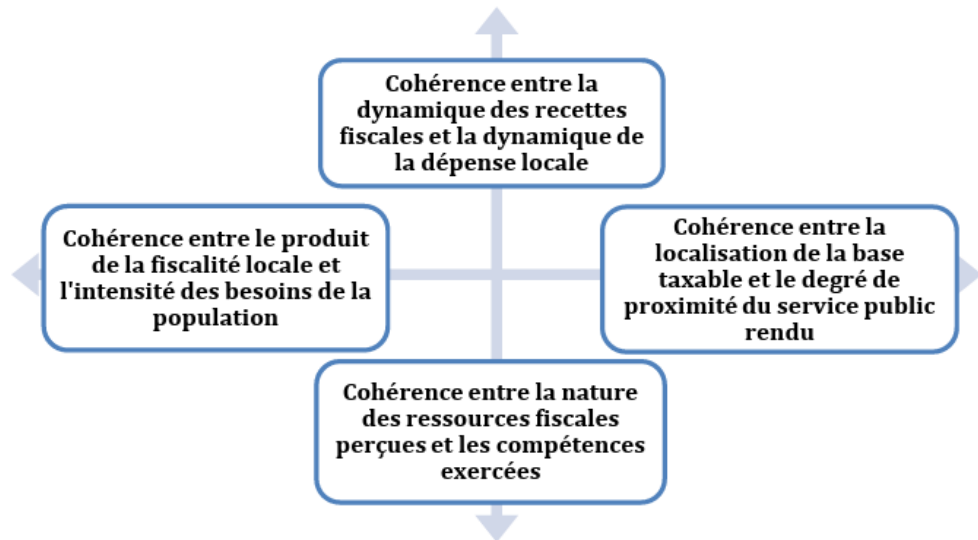 Cohérence entre la
dynamique des recettes
fiscales et la dynamique de
la dépense locale
Cohérence entre le produit
de la fiscalité locale et
l'intensité des besoins de la
population
Cohérence entre la
localisation de la base
taxable et le degré de
proximité du service public
rendu
Cohérence entre la nature
des ressources fiscales
perçues et les compétences
exercées